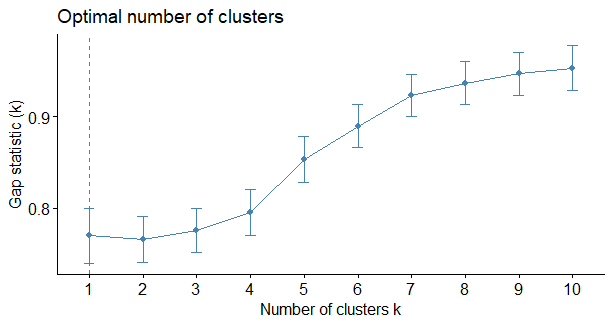 Optimal number of clusters
Gap statistic (k)
0.9
0.8
1 2 3 4 5 6 7 8 9 10
Number of clusters k